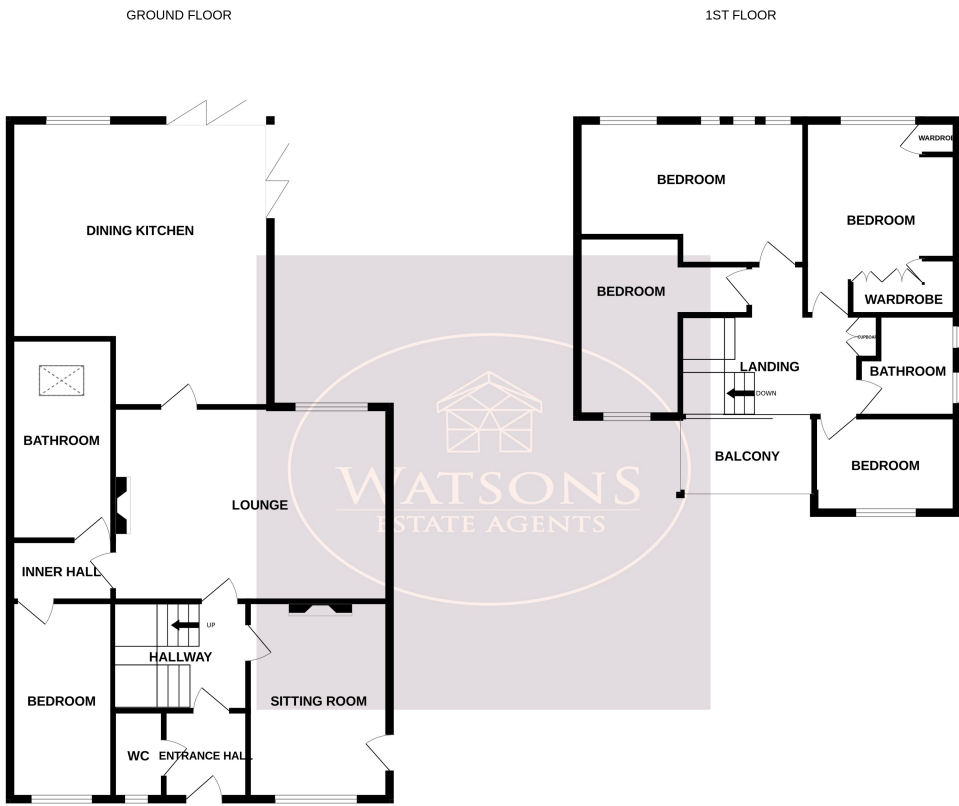 GROUND FLOOR
1ST FLOOR
DINING KITCHEN
BATHROOM
LOUNGE
INNER HALL
UP
HALLWAY
BEDROOM
SITTING ROOM
WC
ENTRANCE HALL
BEDROOM
WARDROBE
BEDROOM
BEDROOM
WARDROBE
CUPBOARD
LANDING
BATHROOM
DOWN
BALCONY
BEDROOM
WATSONS
ESTATE AGENTS